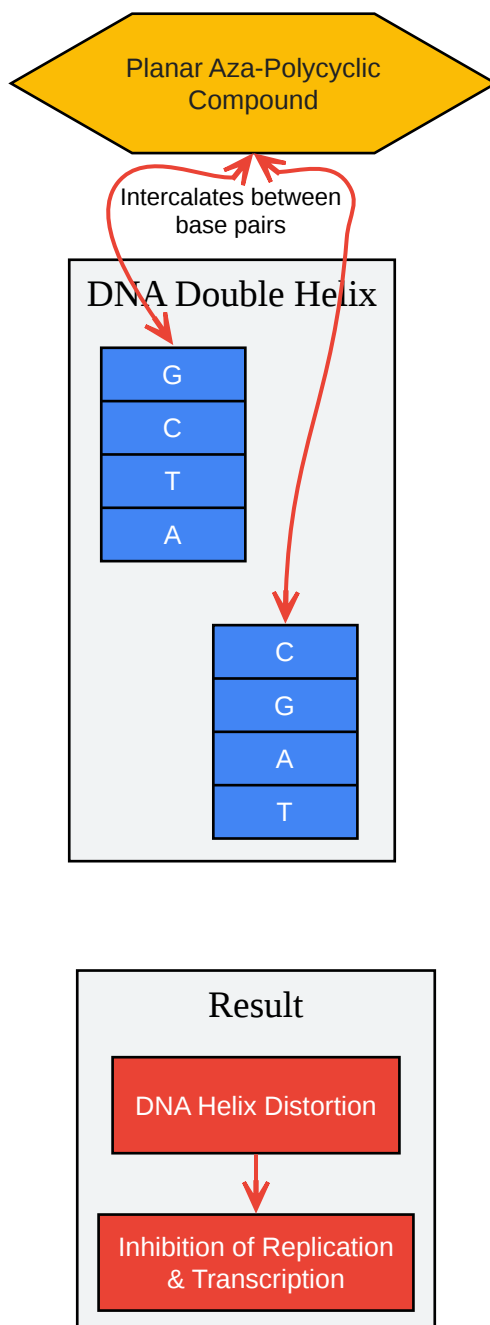 Planar Aza-Polycyclic
Compound
Intercalates between
base pairs
DNA Double Helix
G
C
T
A
C
G
A
T
Result
DNA Helix Distortion
Inhibition of Replication
& Transcription